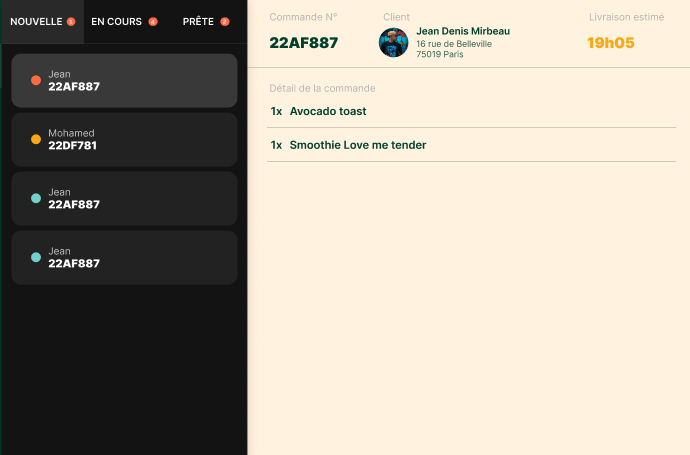 NOUVELLE
EN COURS 4
PRÊTE
Jean
22AF887
Mohamed
22DF781
Jean
22AF887
Jean
22AF887
Commande N°
22AF887
Client
Jean Denis Mirbeau
16 rue de Belleville
75019 Paris
Livraison estimé
19h05
Détail de la commande
1x Avocado toast
1x Smoothie Love me tender